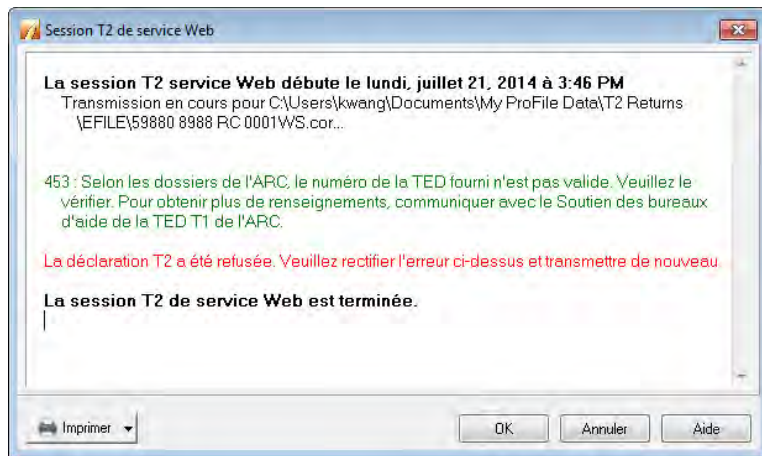 Session T2 de service Web
La session T2 service Web débute le lundi, juillet 21, 2014 à 3:46 PM
Transmission en cours pour C:\Users\kwang\Documents\My ProFile Data\T2 Returns
\EFILE\59880 8988 RC 0001WS.cor...
453 : Selon les dossiers de l'ARC, le numéro de la TED fourni n'est pas valide. Veuillez le
vérifier. Pour obtenir plus de renseignements, communiquer avec le Soutien des bureaux
d'aide de la TED T1 de l'ARC.
La déclaration T2 a été refusée. Veuillez rectifier l'erreur ci-dessus et transmettre de nouveau
La session T2 de service Web est terminée.
Imprimer
OK
Annuler
Aide